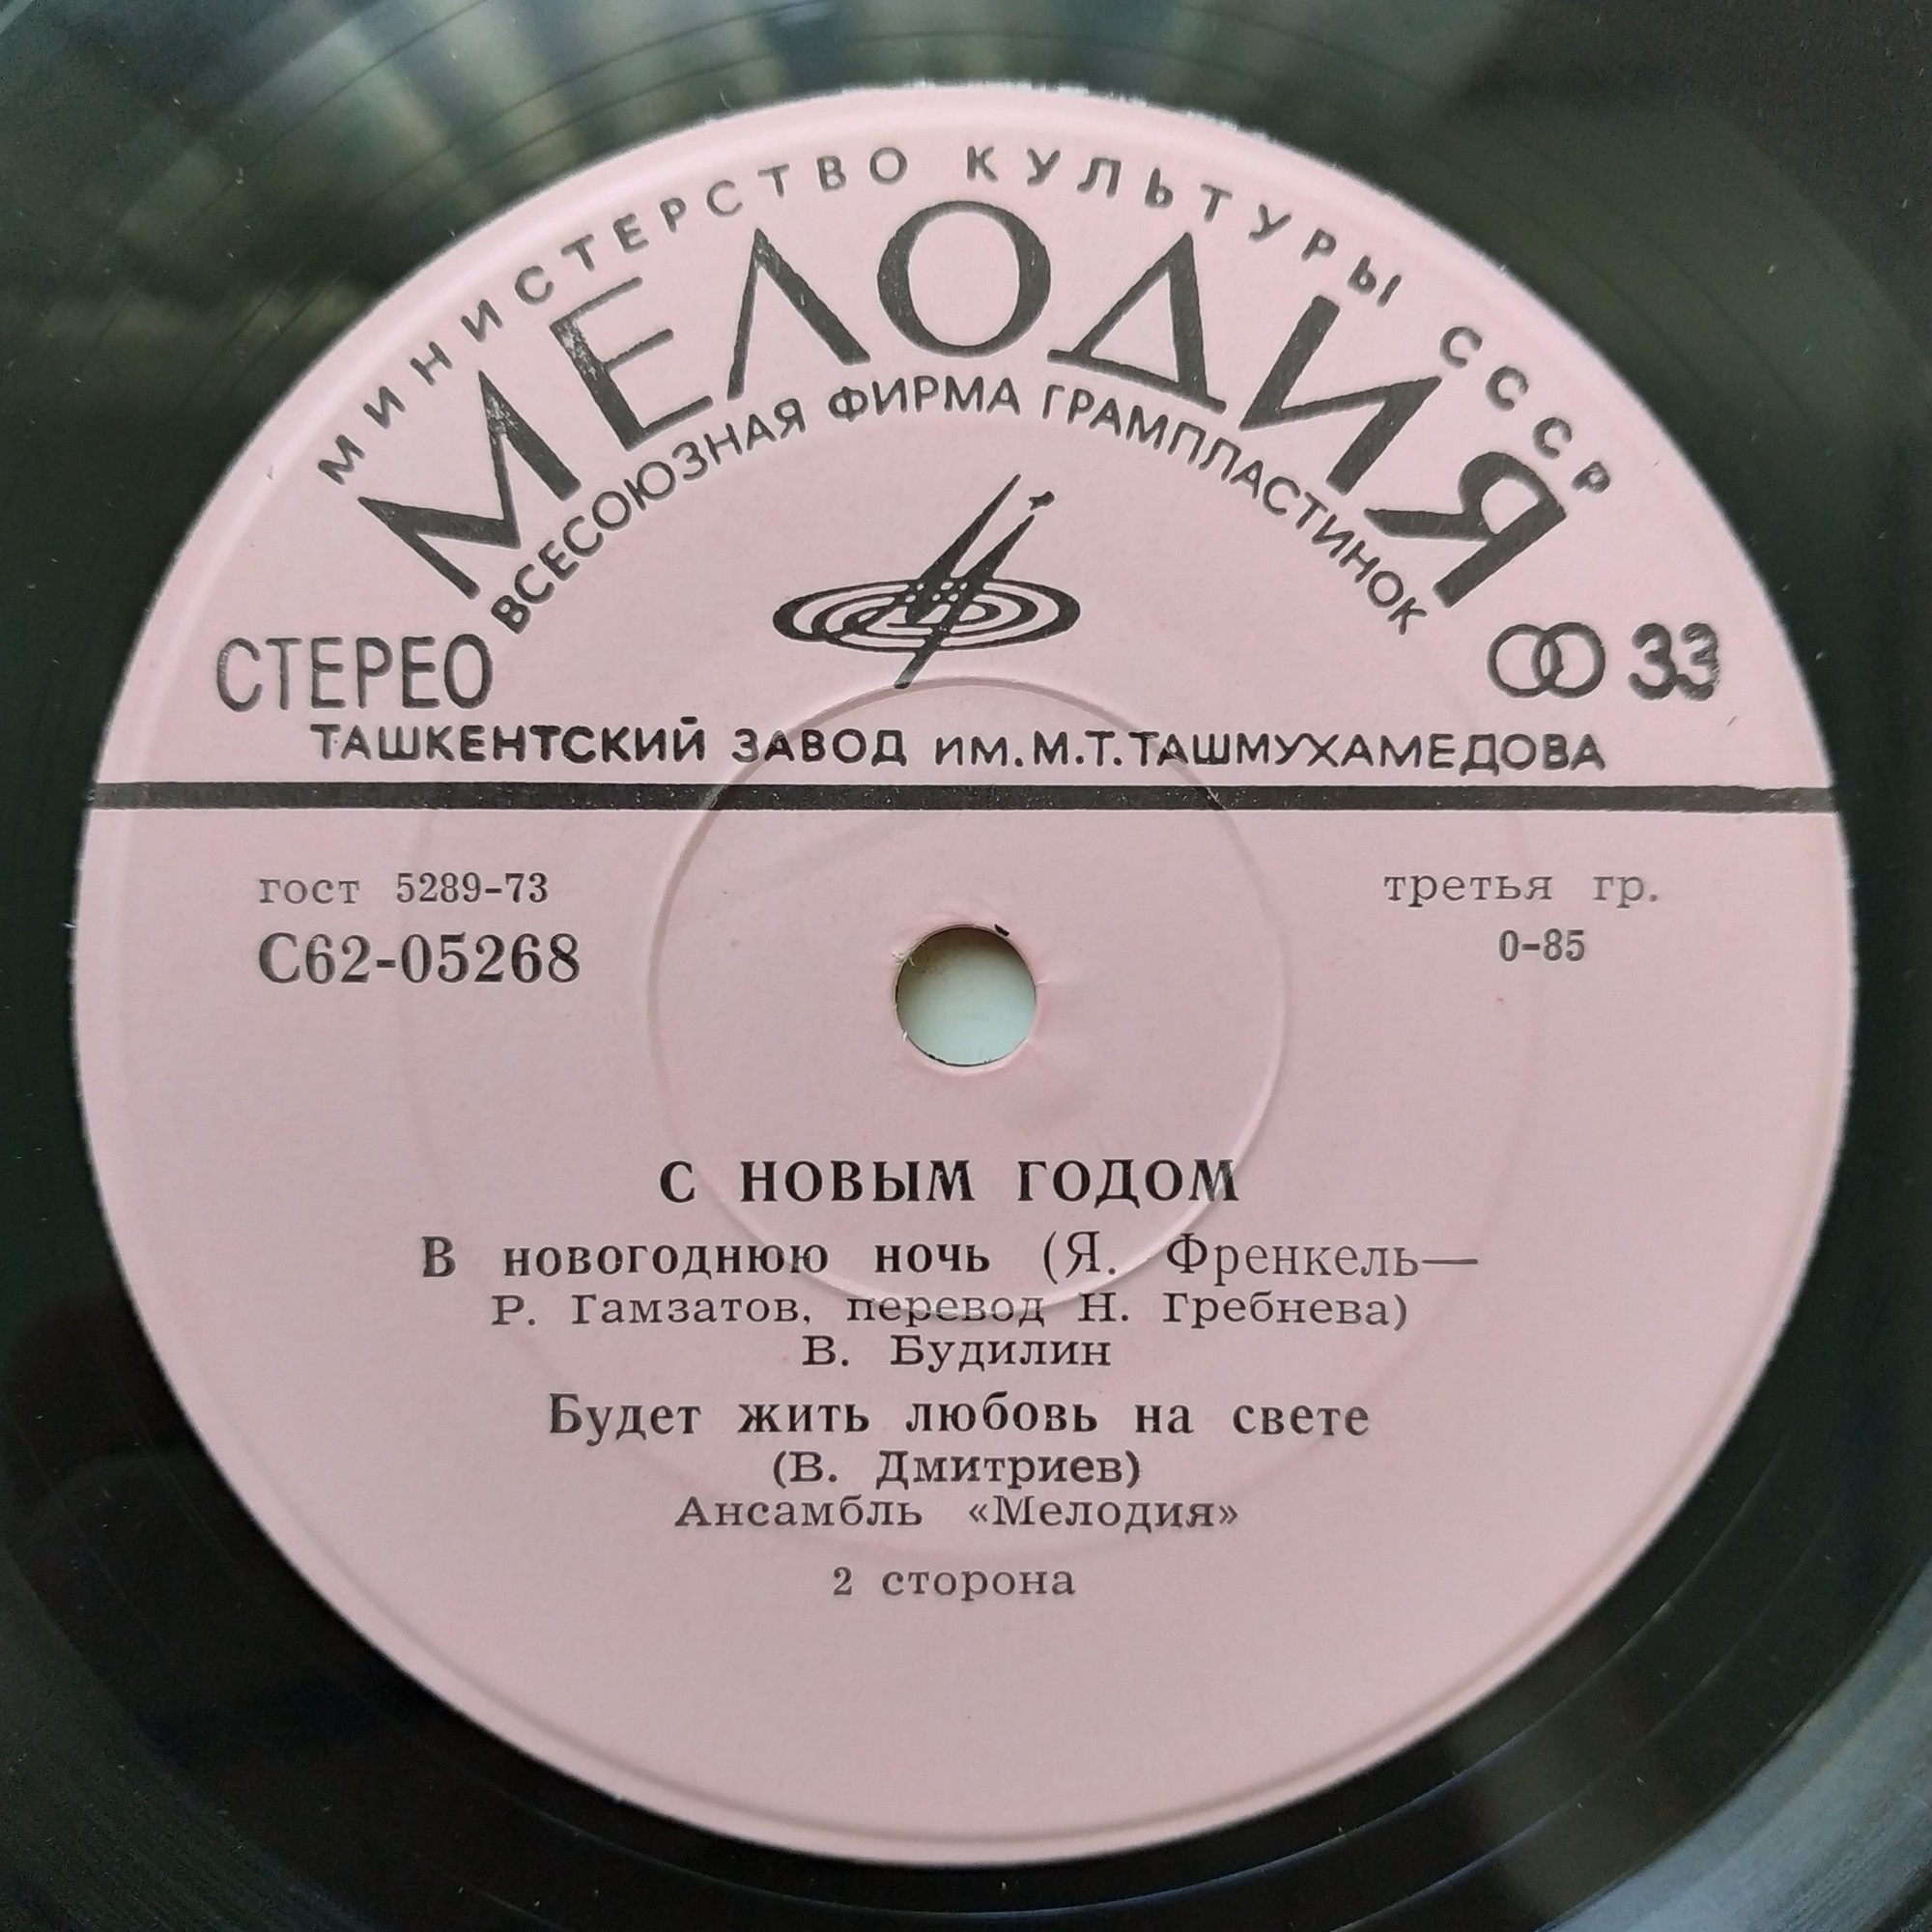 МИНИСТЕРСТВО КУЛЬТУРЫ СССР
МЕЛОДИЯ
ВСЕСОЮЗНАЯ ФИРМА ГРАМПЛАСТИНОК
СТЕРЕО 33
ТАШКЕНТСКИЙ ЗАВОД ИМ. М.Т. ТАШМУХАМЕДОВА
гост 5289-73 третья гр.
С62-05268 0-85
С НОВЫМ ГОДОМ
В новогоднюю ночь (Я. Френкель—
Р. Гамзатов, перевод Н. Гребнева)
В. Будилин
Будет жить любовь на свете
(В. Дмитриев)
Ансамбль «Мелодия»
2 сторона